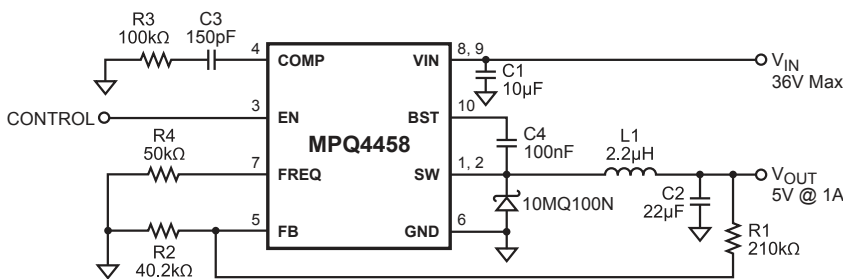 R3
100kΩ
C3
150pF
4
COMP
VIN
8, 9
VIN
36V Max
C1
10µF
CONTROL
3
EN
BST
10
MPQ4458
C4
100nF
R4
50kΩ
7
FREQ
SW
1, 2
L1
2.2µH
VOUT
5V @ 1A
10MQ100N
C2
22µF
R2
40.2kΩ
5
FB
GND
6
R1
210kΩ